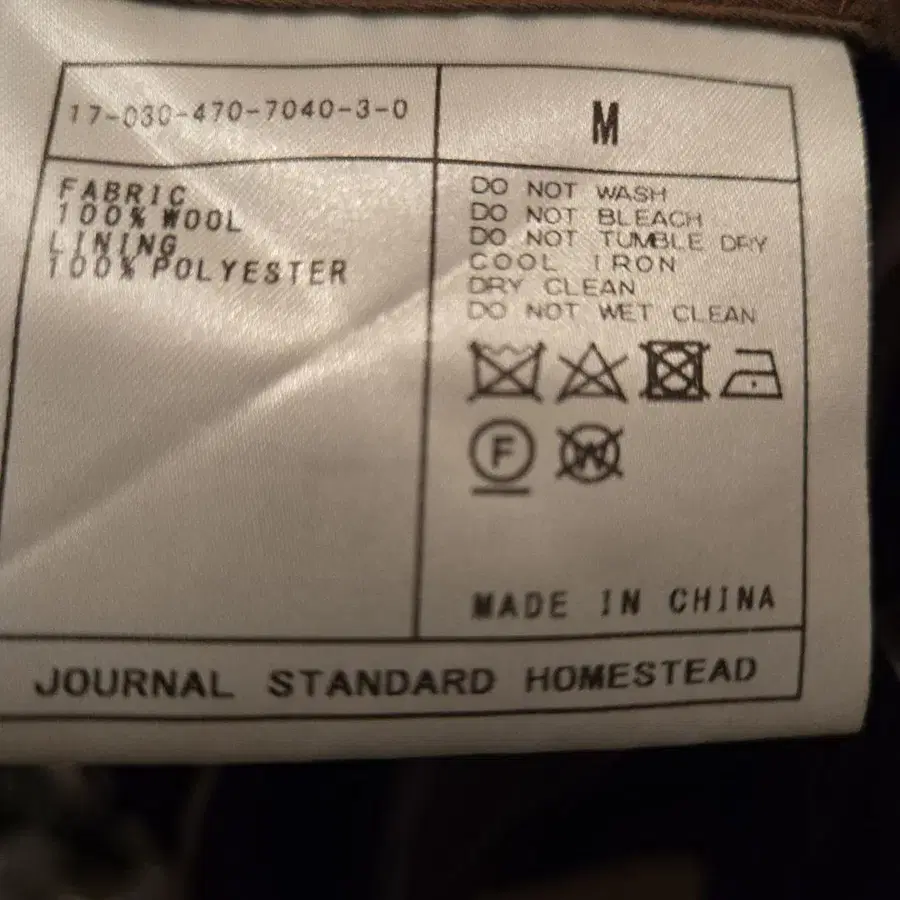 17-030-470-7040-3-0
M
FABRIC
100% WOOL
LINING
100% POLYESTER
DO NOT WASH
DO NOT BLEACH
DO NOT TUMBLE DRY
COOL IRON
DRY CLEAN
DO NOT WET CLEAN
F
W
MADE IN CHINA
JOURNAL STANDARD HOMESTEAD